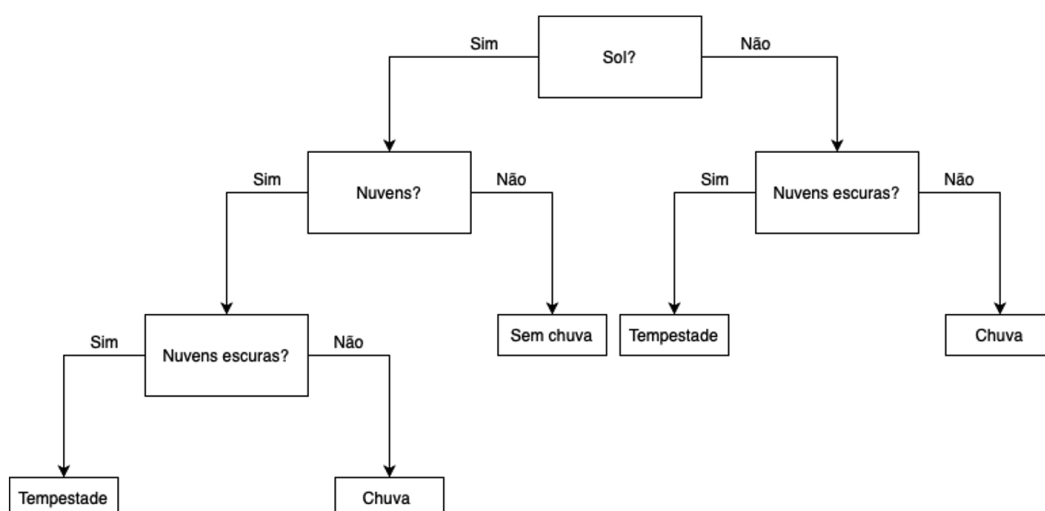 Sim
Sol?
Não
Sim
Nuvens?
Não
Sim
Nuvens escuras?
Não
Sim
Nuvens escuras?
Não
Sem chuva
Tempestade
Chuva
Tempestade
Chuva